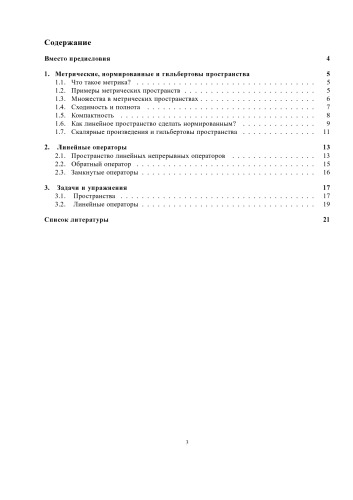 Содержание
Вместо предисловия 4
1. Метрические, нормированные и гильбертовы пространства 5
1.1. Что такое метрика? . . . . . . . . . . . . . . . . . . . . . . . . . . . . . . . . 5
1.2. Примеры метрических пространств . . . . . . . . . . . . . . . . . . . . . . . 5
1.3. Множества в метрических пространствах . . . . . . . . . . . . . . . . . . . . 6
1.4. Сходимость и полнота . . . . . . . . . . . . . . . . . . . . . . . . . . . . . . 7
1.5. Компактность . . . . . . . . . . . . . . . . . . . . . . . . . . . . . . . . . . . 8
1.6. Как линейное пространство сделать нормированным? . . . . . . . . . . . . . 9
1.7. Скалярные произведения и гильбертовы пространства . . . . . . . . . . . . 11
2. Линейные операторы 13
2.1. Пространство линейных непрерывных операторов . . . . . . . . . . . . . . 13
2.2. Обратный оператор . . . . . . . . . . . . . . . . . . . . . . . . . . . . . . . . 15
2.3. Замкнутые операторы . . . . . . . . . . . . . . . . . . . . . . . . . . . . . . . 16
3. Задачи и упражнения 17
3.1. Пространства . . . . . . . . . . . . . . . . . . . . . . . . . . . . . . . . . . . 17
3.2. Линейные операторы . . . . . . . . . . . . . . . . . . . . . . . . . . . . . . . 19
Список литературы 21
3